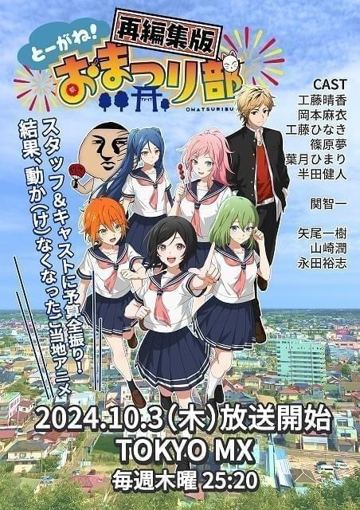 とーがね!
再編集版
おまつり部
OMATSURIBU
CAST
工藤晴香
岡本麻衣
工藤ひなき
篠原夢
葉月ひまり
半田健人
関智一
矢尾一樹
山崎潤
永田裕志
スタッフ&キャストに予算全振り!
結果、動か(け)なくなったご当地アニメ
2024.10.3(木)放送開始
TOKYO MX
毎週木曜 25:20